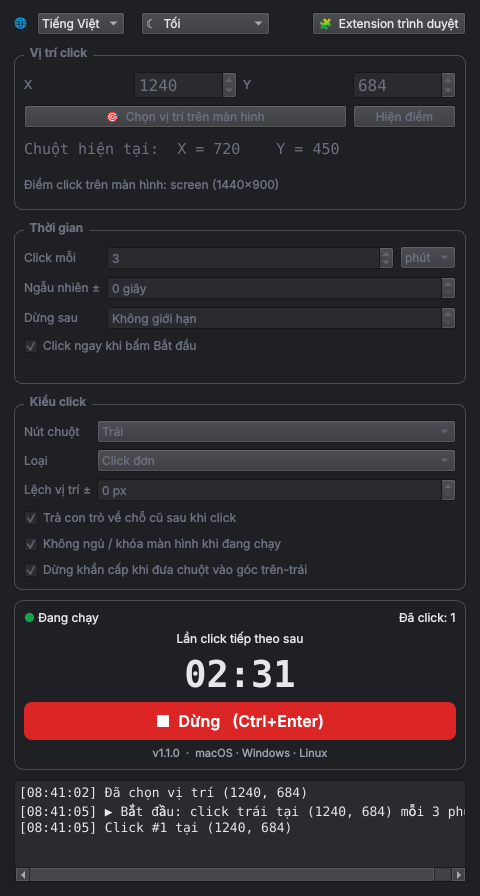 Tiếng Việt Tối Extension trình duyệt
Vị trí click
X 1240 Y 684
Chọn vị trí trên màn hình Hiện điểm
Chuột hiện tại: X = 720 Y = 450
Điểm click trên màn hình: screen (1440×900)
Thời gian
Click mỗi 3 phút
Ngẫu nhiên ± 0 giây
Dừng sau Không giới hạn
Click ngay khi bấm Bắt đầu
Kiểu click
Nút chuột Trái
Loại Click đơn
Lệch vị trí ± 0 px
Trả con trỏ về chỗ cũ sau khi click
Không ngủ / khóa màn hình khi đang chạy
Dừng khẩn cấp khi đưa chuột vào góc trên-trái
Đang chạy Đã click: 1
Lần click tiếp theo sau
02:31
Dừng (Ctrl+Enter)
v1.1.0 · macOS · Windows · Linux
[08:41:02] Đã chọn vị trí (1240, 684)
[08:41:05] ▶ Bắt đầu: click trái tại (1240, 684) mỗi 3 ph
[08:41:05] Click #1 tại (1240, 684)